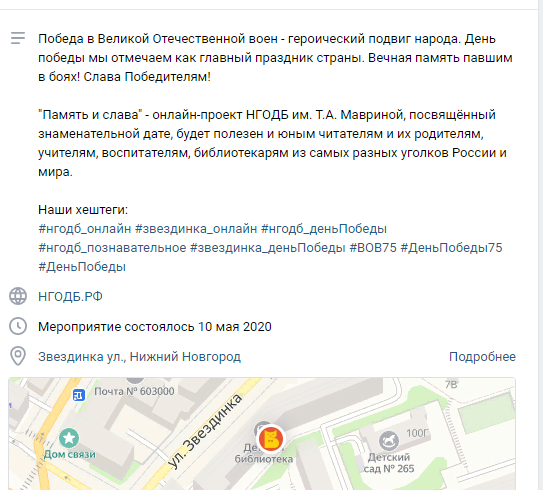 Победа в Великой Отечественной воен - героический подвиг народа. День
победы мы отмечаем как главный праздник страны. Вечная память павшим
в боях! Слава Победителям!
"Память и слава" - онлайн-проект НГОДБ им. Т.А. Мавриной, посвящённый
знаменательной дате, будет полезен и юным читателям и их родителям,
учителям, воспитателям, библиотекарям из самых разных уголков России и
мира.
Наши хештеги:
#нгодб_онлайн #звездинка_онлайн #нгодб_деньПобеды
#нгодб_познавательное #звездинка_деньПобеды #ВОВ75 #ДеньПобеды75
#ДеньПобеды
НГОДБ.РФ
Мероприятие состоялось 10 мая 2020
Звездинка ул., Нижний Новгород Подробнее
Почта № 603000
7В
ул. Звездинка
100Г
Дом связи
библиотека
Детский
сад № 265